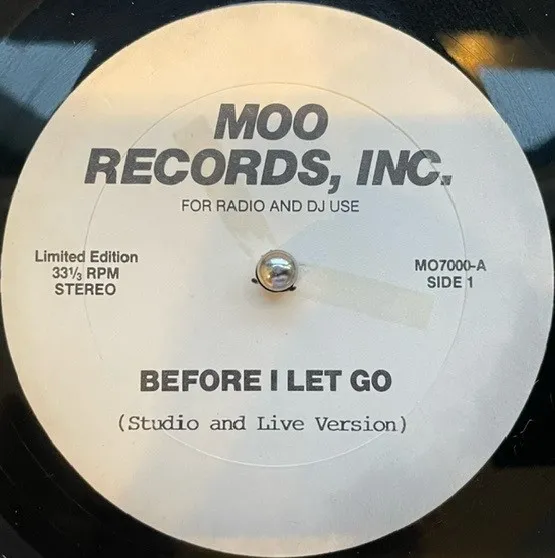 MOO
RECORDS, INC.
FOR RADIO AND DJ USE
Limited Edition
33⅓ RPM
STEREO
MO7000-A
SIDE 1
BEFORE I LET GO
(Studio and Live Version)